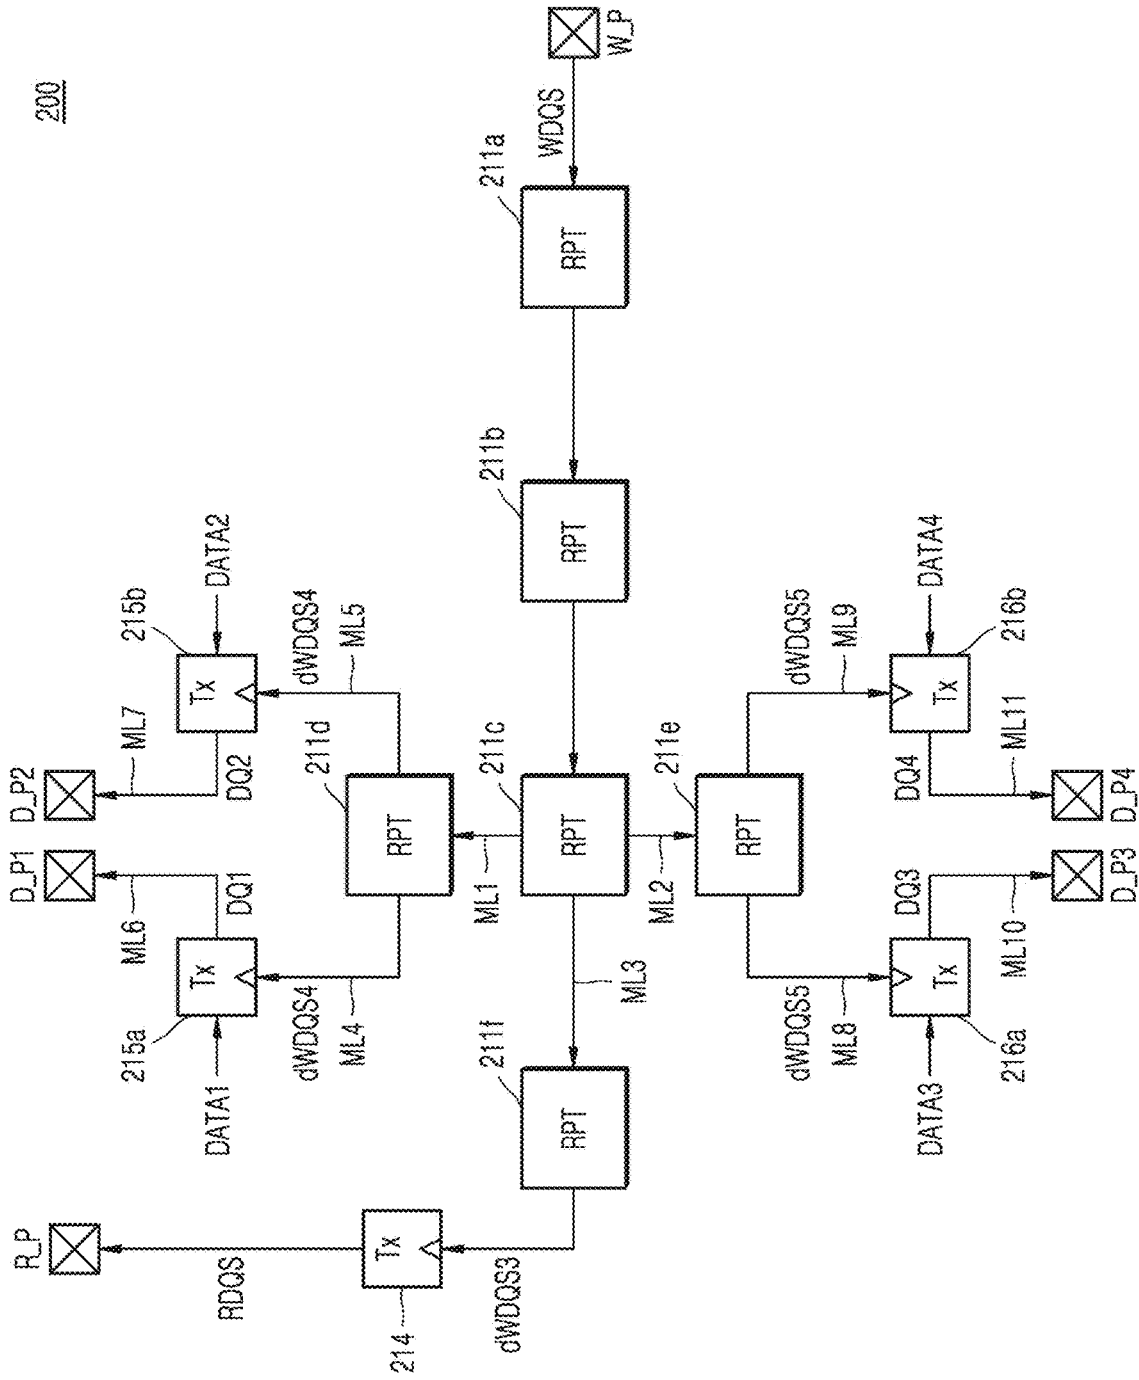 200
W_P
WDQS
211a
RPT
211b
RPT
211c
RPT
ML1
ML2
ML3
211d
RPT
211e
RPT
211f
RPT
dWDQS3
214
Tx
RDQS
R_P
dWDQS4
ML4
215a
Tx
DATA1
DQ1
ML6
D_P1
dWDQS4
ML5
215b
Tx
DATA2
DQ2
ML7
D_P2
dWDQS5
ML8
216a
Tx
DATA3
DQ3
ML10
D_P3
dWDQS5
ML9
216b
Tx
DATA4
DQ4
ML11
D_P4